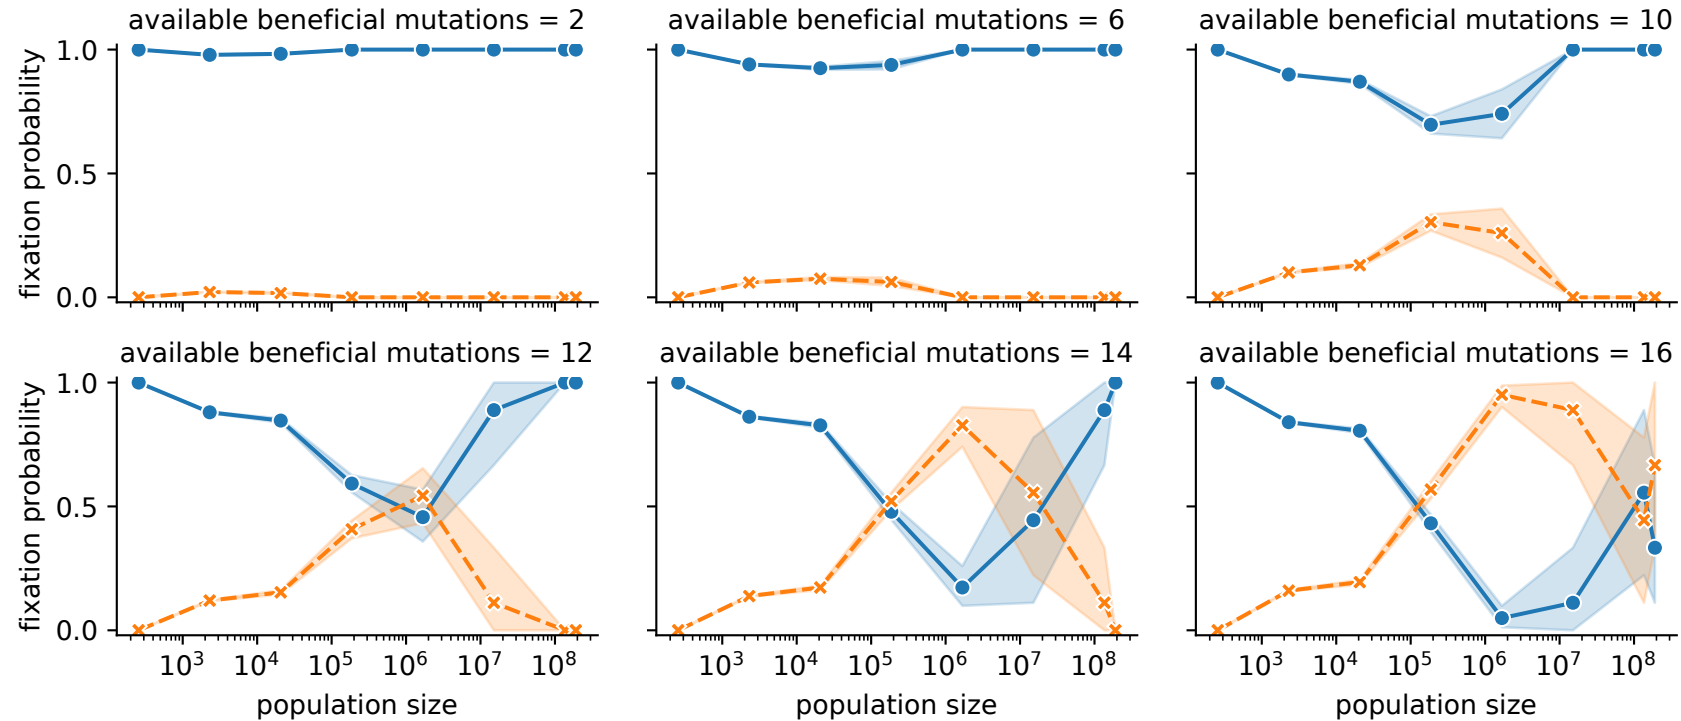 available beneficial mutations = 2
available beneficial mutations = 6
available beneficial mutations = 10
fixation probability
1.0
0.5
0.0
available beneficial mutations = 12
available beneficial mutations = 14
available beneficial mutations = 16
fixation probability
1.0
0.5
0.0
10³ 10⁴ 10⁵ 10⁶ 10⁷ 10⁸
10³ 10⁴ 10⁵ 10⁶ 10⁷ 10⁸
10³ 10⁴ 10⁵ 10⁶ 10⁷ 10⁸
population size
population size
population size